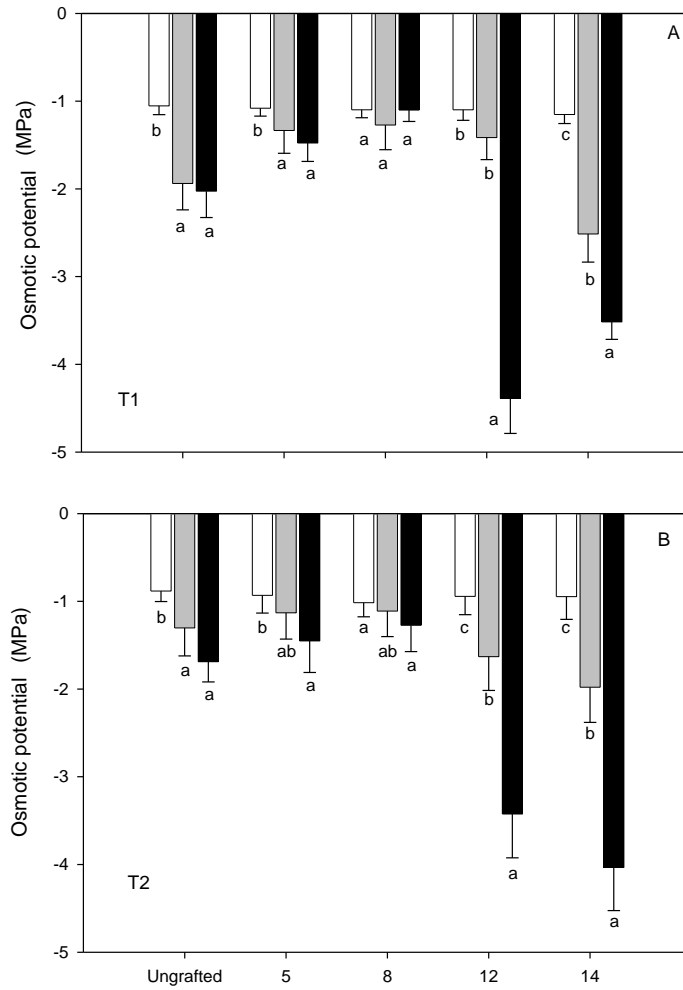 A
Osmotic potential (MPa)
0
-1
-2
-3
-4
-5
b a a
b a a
a a a
b b a
c b a
T1
B
Osmotic potential (MPa)
0
-1
-2
-3
-4
-5
b a a
b ab a
a ab a
c b a
c b a
T2
Ungrafted 5 8 12 14